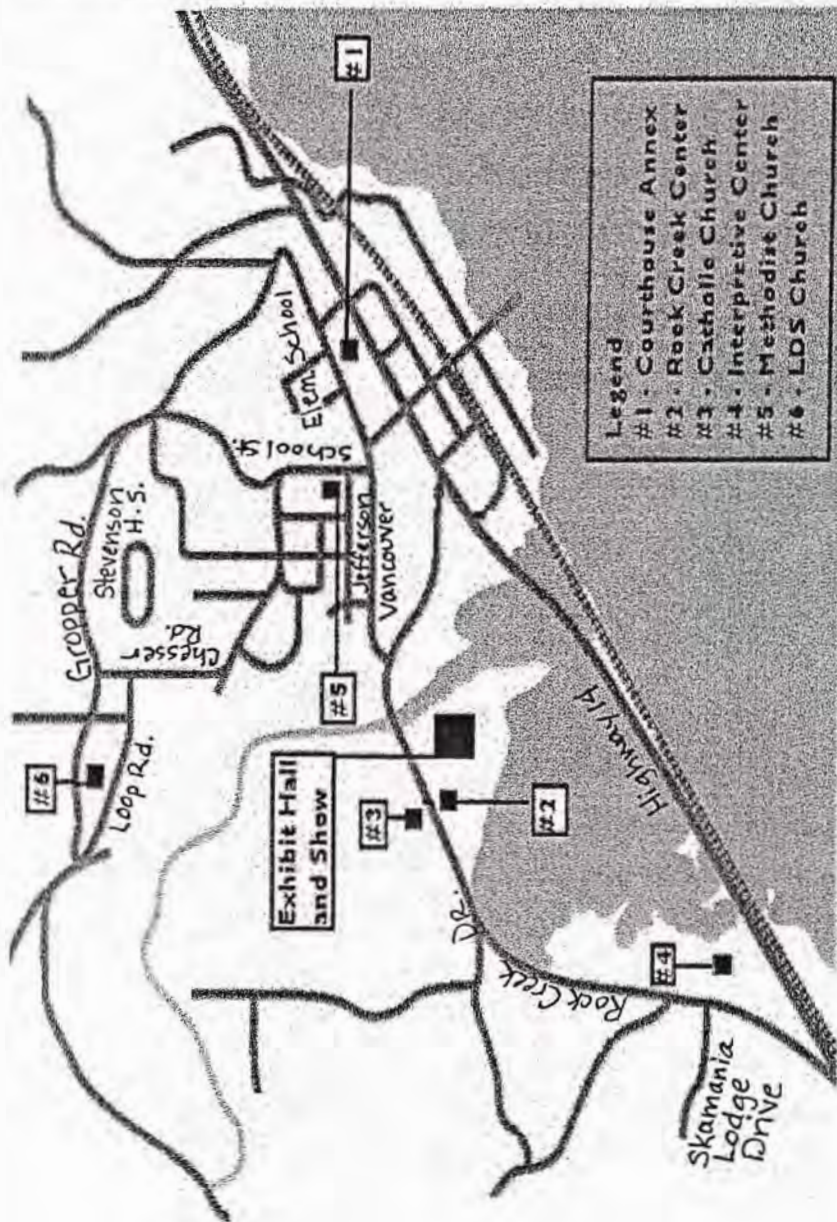 Gropper Rd.
Stevenson
H.S.
Chesser
Rd.
School St.
Elem. School
#1
#6
Loop Rd.
#5
Jefferson
Vancouver
Exhibit Hall
and Show
#3
#2
DR.
Rock Creek
Highway 14
#4
Skamania
Lodge
Drive
Legend
#1 - Courthouse Annex
#2 - Rock Creek Center
#3 - Catholic Church
#4 - Interpretive Center
#5 - Methodist Church
#6 - LDS Church